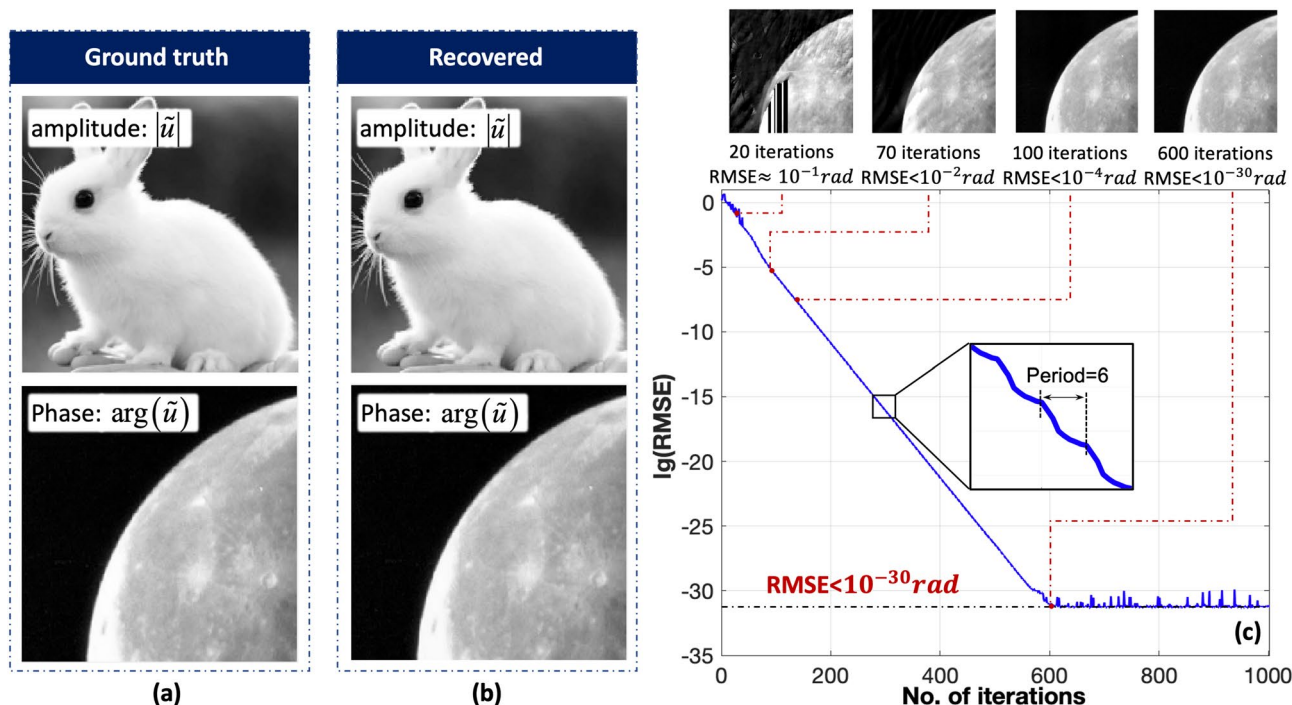 Ground truth
amplitude: |ũ|
Phase: arg(ũ)
(a)
Recovered
amplitude: |ũ|
Phase: arg(ũ)
(b)
20 iterations
RMSE≈ 10⁻¹rad
70 iterations
RMSE<10⁻²rad
100 iterations
RMSE<10⁻⁴rad
600 iterations
RMSE<10⁻³⁰rad
lg(RMSE)
0
-5
-10
-15
-20
-25
-30
-35
Period=6
RMSE<10⁻³⁰rad
(c)
0
200
400
600
800
1000
No. of iterations